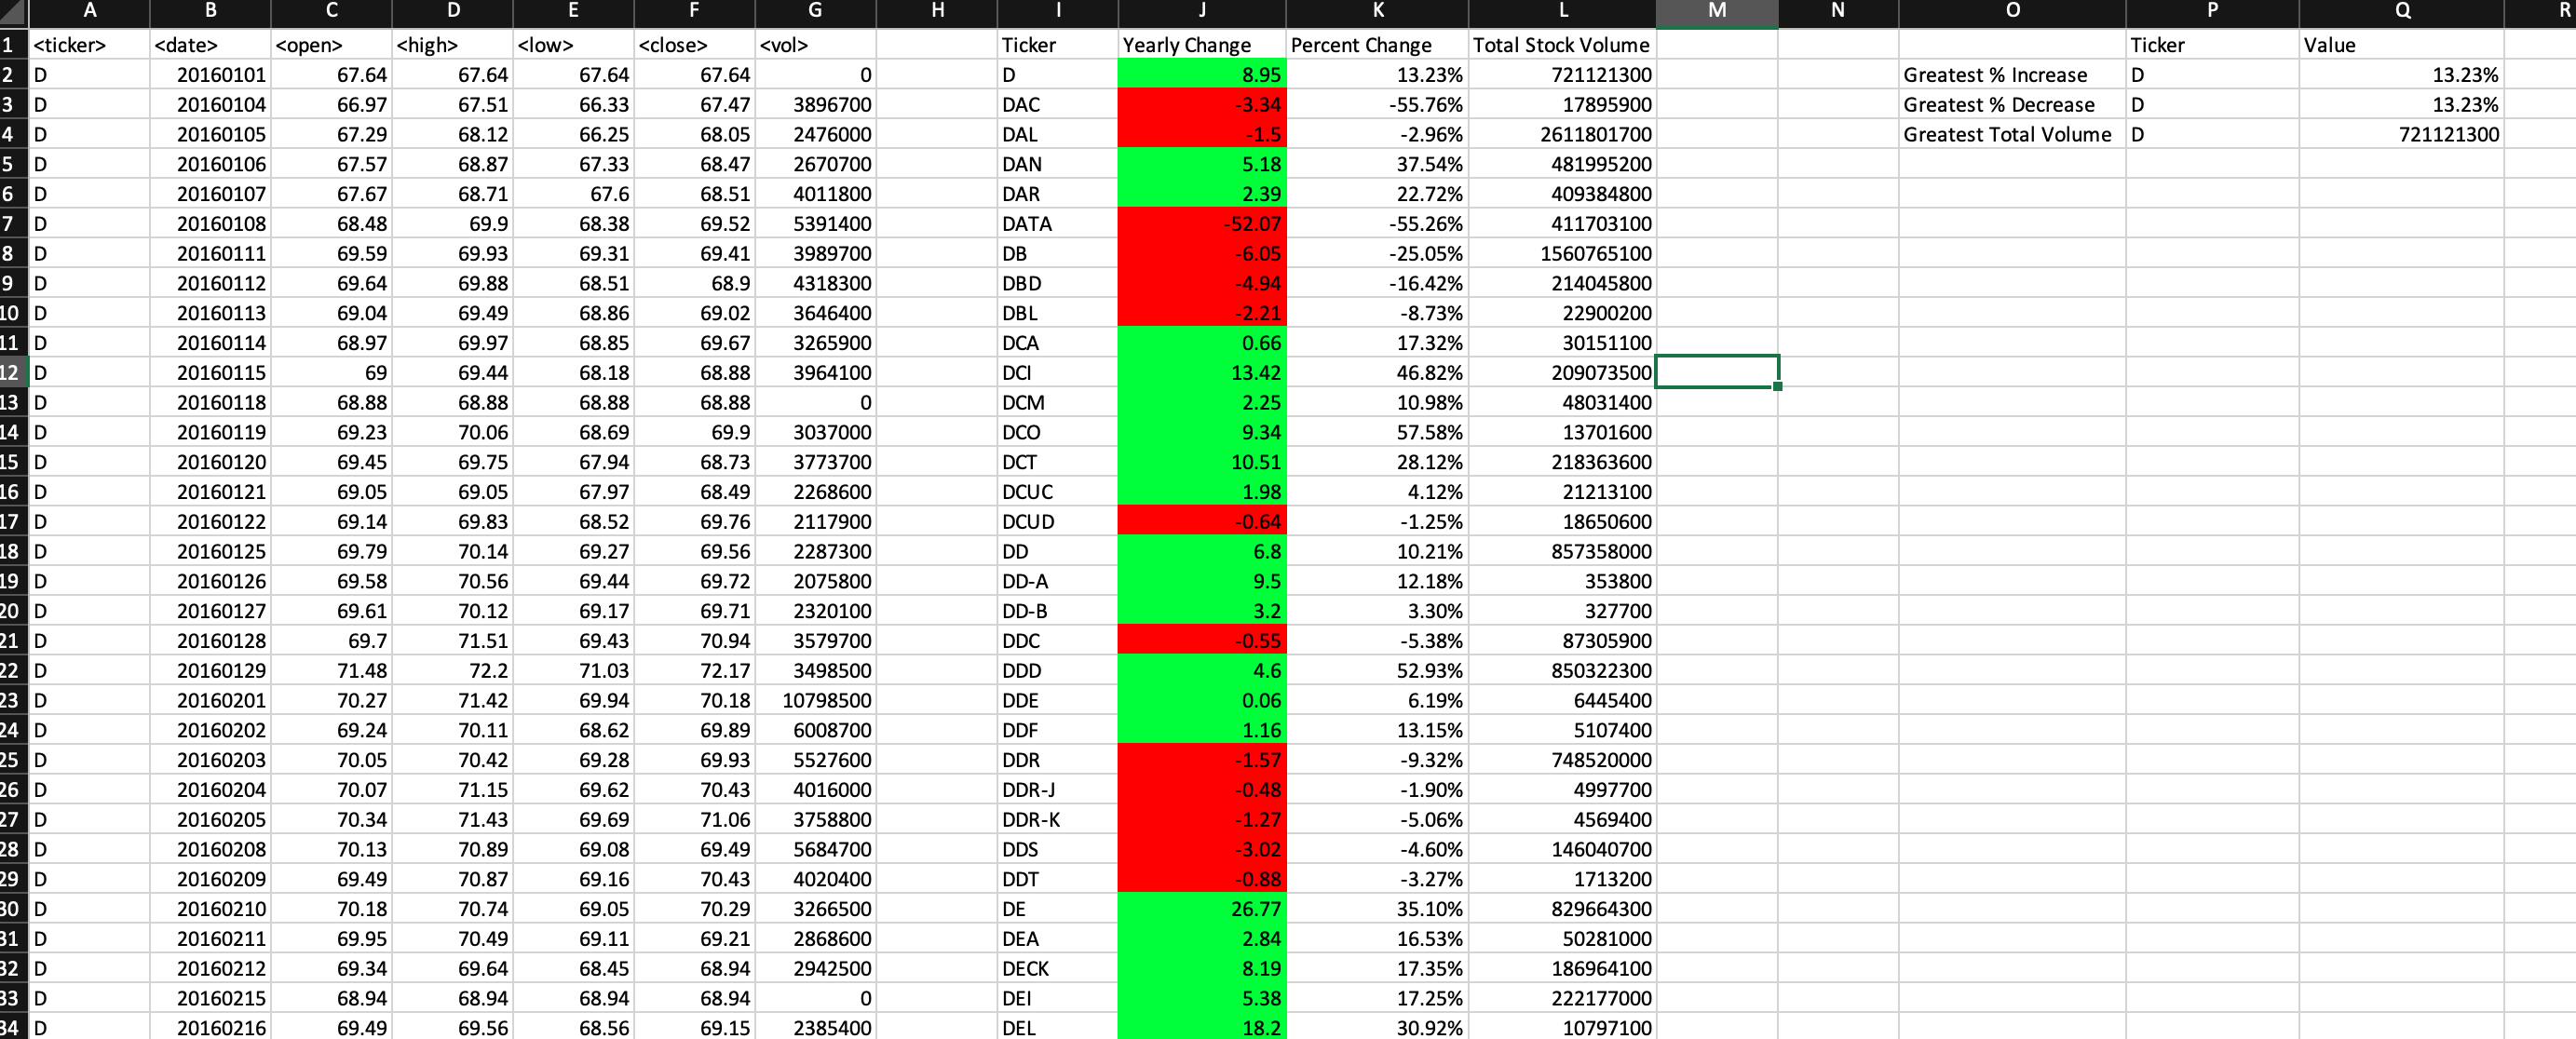 A B C D E F G H I J K L M N O P Q R
1 <ticker> <date> <open> <high> <low> <close> <vol> Ticker Yearly Change Percent Change Total Stock Volume Ticker Value
2 D 20160101 67.64 67.64 67.64 67.64 0 D 8.95 13.23% 721121300 Greatest % Increase D 13.23%
3 D 20160104 66.97 67.51 66.33 67.47 3896700 DAC -3.34 -55.76% 17895900 Greatest % Decrease D 13.23%
4 D 20160105 67.29 68.12 66.25 68.05 2476000 DAL -1.5 -2.96% 2611801700 Greatest Total Volume D 721121300
5 D 20160106 67.57 68.87 67.33 68.47 2670700 DAN 5.18 37.54% 481995200
6 D 20160107 67.67 68.71 67.6 68.51 4011800 DAR 2.39 22.72% 409384800
7 D 20160108 68.48 69.9 68.38 69.52 5391400 DATA -52.07 -55.26% 411703100
8 D 20160111 69.59 69.93 69.31 69.41 3989700 DB -6.05 -25.05% 1560765100
9 D 20160112 69.64 69.88 68.51 68.9 4318300 DBD -4.94 -16.42% 214045800
10 D 20160113 69.04 69.49 68.86 69.02 3646400 DBL -2.21 -8.73% 22900200
11 D 20160114 68.97 69.97 68.85 69.67 3265900 DCA 0.66 17.32% 30151100
12 D 20160115 69 69.44 68.18 68.88 3964100 DCI 13.42 46.82% 209073500
13 D 20160118 68.88 68.88 68.88 68.88 0 DCM 2.25 10.98% 48031400
14 D 20160119 69.23 70.06 68.69 69.9 3037000 DCO 9.34 57.58% 13701600
15 D 20160120 69.45 69.75 67.94 68.73 3773700 DCT 10.51 28.12% 218363600
16 D 20160121 69.05 69.05 67.97 68.49 2268600 DCUC 1.98 4.12% 21213100
17 D 20160122 69.14 69.83 68.52 69.76 2117900 DCUD -0.64 -1.25% 18650600
18 D 20160125 69.79 70.14 69.27 69.56 2287300 DD 6.8 10.21% 857358000
19 D 20160126 69.58 70.56 69.44 69.72 2075800 DD-A 9.5 12.18% 353800
20 D 20160127 69.61 70.12 69.17 69.71 2320100 DD-B 3.2 3.30% 327700
21 D 20160128 69.7 71.51 69.43 70.94 3579700 DDC -0.55 -5.38% 87305900
22 D 20160129 71.48 72.2 71.03 72.17 3498500 DDD 4.6 52.93% 850322300
23 D 20160201 70.27 71.42 69.94 70.18 10798500 DDE 0.06 6.19% 6445400
24 D 20160202 69.24 70.11 68.62 69.89 6008700 DDF 1.16 13.15% 5107400
25 D 20160203 70.05 70.42 69.28 69.93 5527600 DDR -1.57 -9.32% 748520000
26 D 20160204 70.07 71.15 69.62 70.43 4016000 DDR-J -0.48 -1.90% 4997700
27 D 20160205 70.34 71.43 69.69 71.06 3758800 DDR-K -1.27 -5.06% 4569400
28 D 20160208 70.13 70.89 69.08 69.49 5684700 DDS -3.02 -4.60% 146040700
29 D 20160209 69.49 70.87 69.16 70.43 4020400 DDT -0.88 -3.27% 1713200
30 D 20160210 70.18 70.74 69.05 70.29 3266500 DE 26.77 35.10% 829664300
31 D 20160211 69.95 70.49 69.11 69.21 2868600 DEA 2.84 16.53% 50281000
32 D 20160212 69.34 69.64 68.45 68.94 2942500 DECK 8.19 17.35% 186964100
33 D 20160215 68.94 68.94 68.94 68.94 0 DEI 5.38 17.25% 222177000
34 D 20160216 69.49 69.56 68.56 69.15 2385400 DEL 18.2 30.92% 10797100